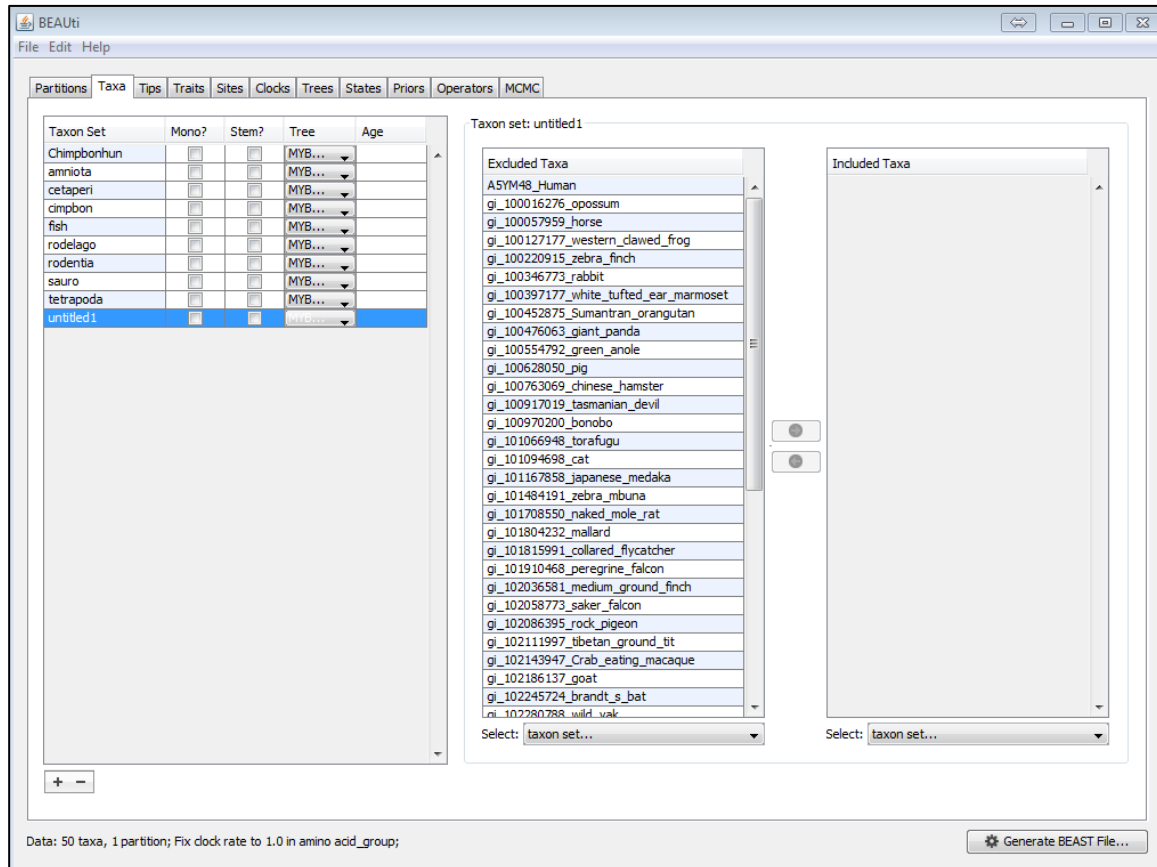 BEAUti
File Edit Help
Partitions Taxa Tips Traits Sites Clocks Trees States Priors Operators MCMC
Taxon Set Mono? Stem? Tree Age
Chimpbonhun MYB...
amniota MYB...
cetaperi MYB...
cimpbon MYB...
fish MYB...
rodelago MYB...
rodentia MYB...
sauro MYB...
tetrapoda MYB...
untitled1 MYB...
Taxon set: untitled1
Excluded Taxa
A5YM48_Human
gi_100016276_opossum
gi_100057959_horse
gi_100127177_western_clawed_frog
gi_100220915_zebra_finch
gi_100346773_rabbit
gi_100397177_white_tufted_ear_marmoset
gi_100452875_Sumantran_orangutan
gi_100476063_giant_panda
gi_100554792_green_anole
gi_100628050_pig
gi_100763069_chinese_hamster
gi_100917019_tasmanian_devil
gi_100970200_bonobo
gi_101066948_torafugu
gi_101094698_cat
gi_101167858_japanese_medaka
gi_101484191_zebra_mbuna
gi_101708550_naked_mole_rat
gi_101804232_mallard
gi_101815991_collared_flycatcher
gi_101910468_peregrine_falcon
gi_102036581_medium_ground_finch
gi_102058773_saker_falcon
gi_102086395_rock_pigeon
gi_102111997_tibetan_ground_tit
gi_102143947_Crab_eating_macaque
gi_102186137_goat
gi_102245724_brandt_s_bat
gi_102280788_wild_yak
Select: taxon set...
Included Taxa
Select: taxon set...
+ −
Data: 50 taxa, 1 partition; Fix clock rate to 1.0 in amino acid_group;
Generate BEAST File...